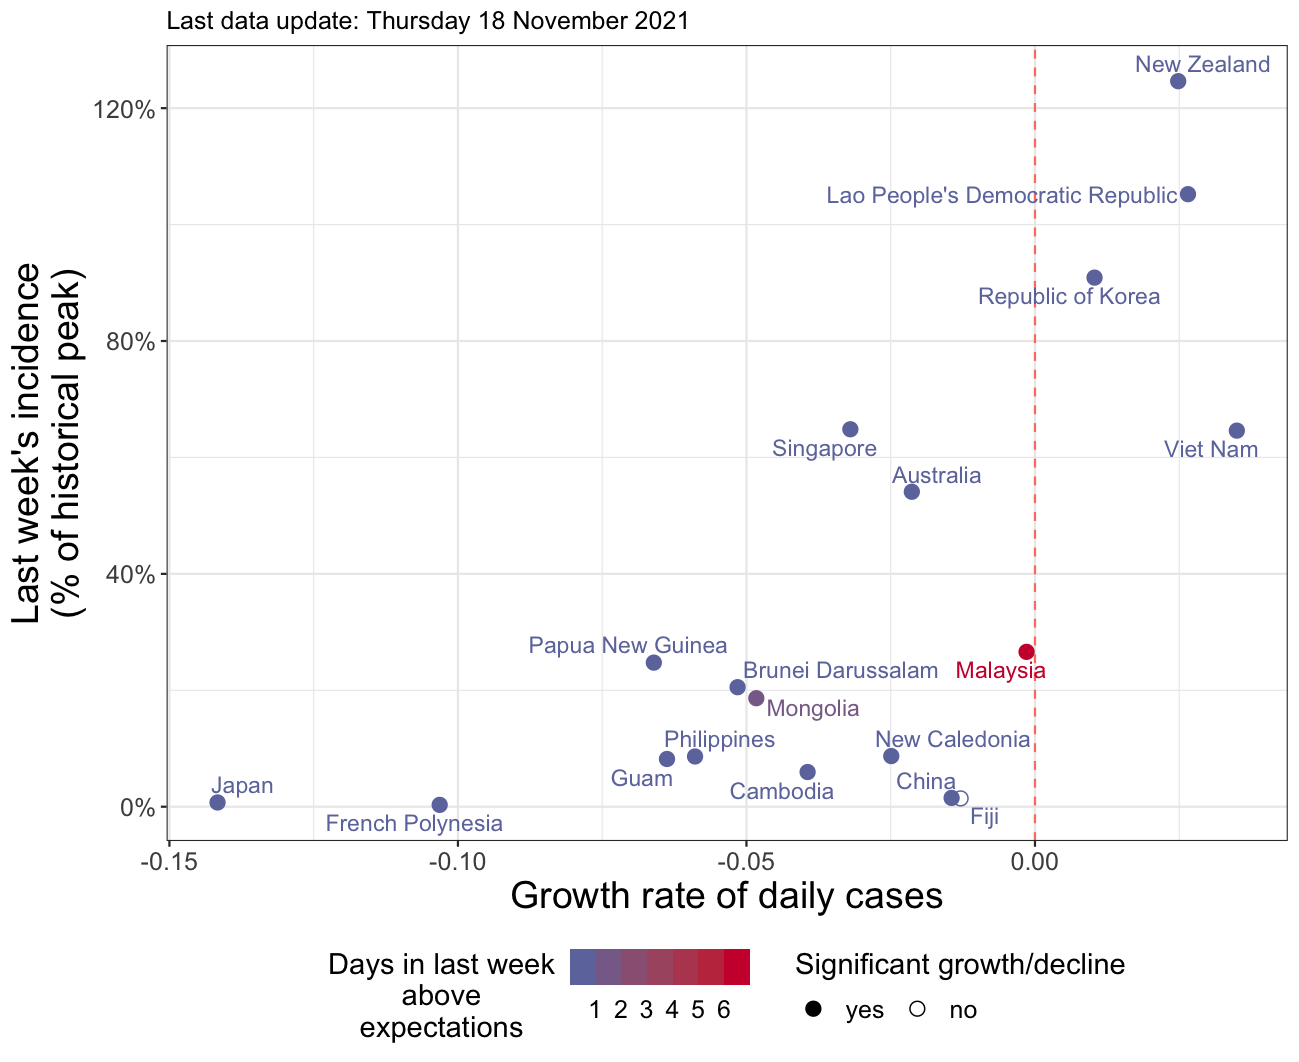 Last data update: Thursday 18 November 2021
New Zealand
120%
Lao People's Democratic Republic
Republic of Korea
80%
Last week's incidence
(% of historical peak)
Singapore
Viet Nam
Australia
40%
Papua New Guinea
Brunei Darussalam
Malaysia
Mongolia
Philippines
New Caledonia
Guam
Cambodia
China
Japan
0%
French Polynesia
Fiji
-0.15 -0.10 -0.05 0.00
Growth rate of daily cases
Days in last week
above
expectations
1 2 3 4 5 6
Significant growth/decline
yes no